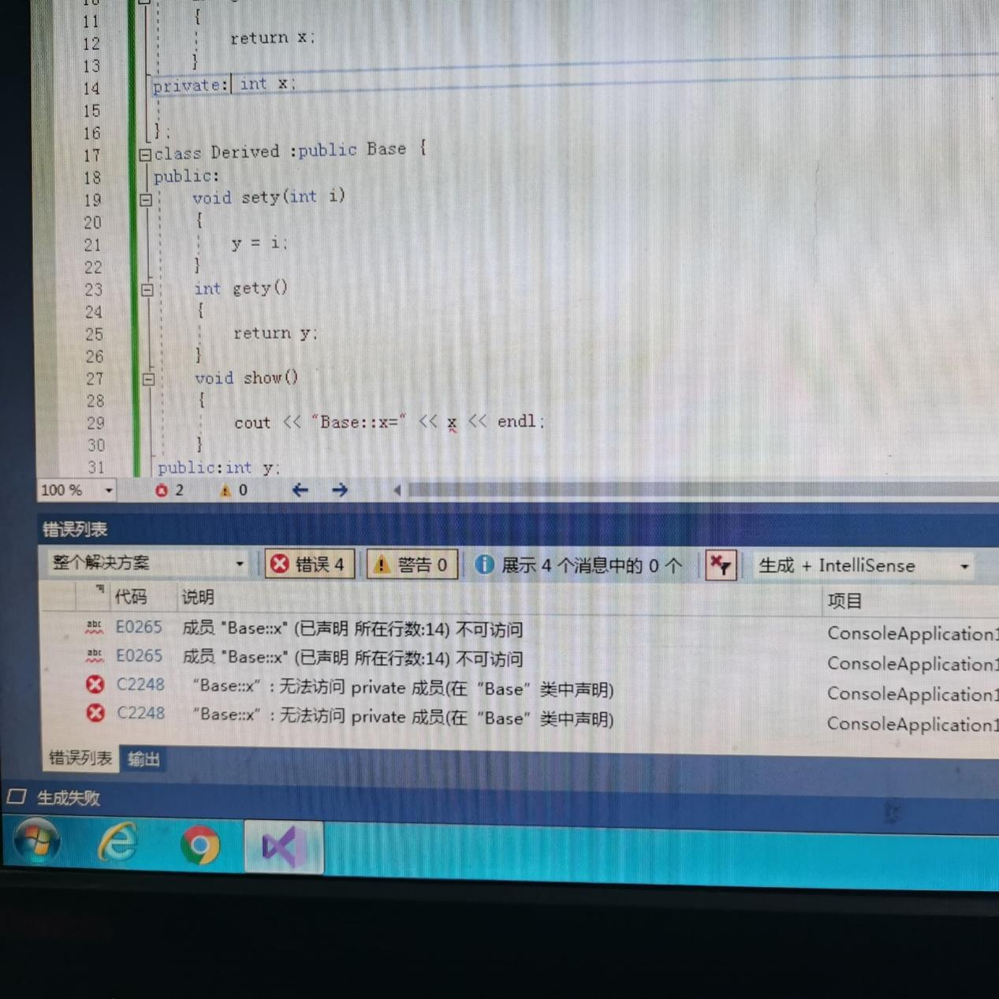 11 {
12 return x;
13 }
14 private: int x;
15
16 };
17 class Derived :public Base {
18 public:
19 void sety(int i)
20 {
21 y = i;
22 }
23 int gety()
24 {
25 return y;
26 }
27 void show()
28 {
29 cout << "Base::x=" << x << endl;
30 }
31 public:int y;
100 % 2 0
错误列表
整个解决方案 错误 4 警告 0 展示 4 个消息中的 0 个 生成 + IntelliSense
代码 说明 项目
abc E0265 成员 "Base::x" (已声明 所在行数:14) 不可访问 ConsoleApplication1
abc E0265 成员 "Base::x" (已声明 所在行数:14) 不可访问 ConsoleApplication1
C2248 “Base::x”: 无法访问 private 成员(在“Base”类中声明) ConsoleApplication1
C2248 “Base::x”: 无法访问 private 成员(在“Base”类中声明) ConsoleApplication1
错误列表 输出
生成失败